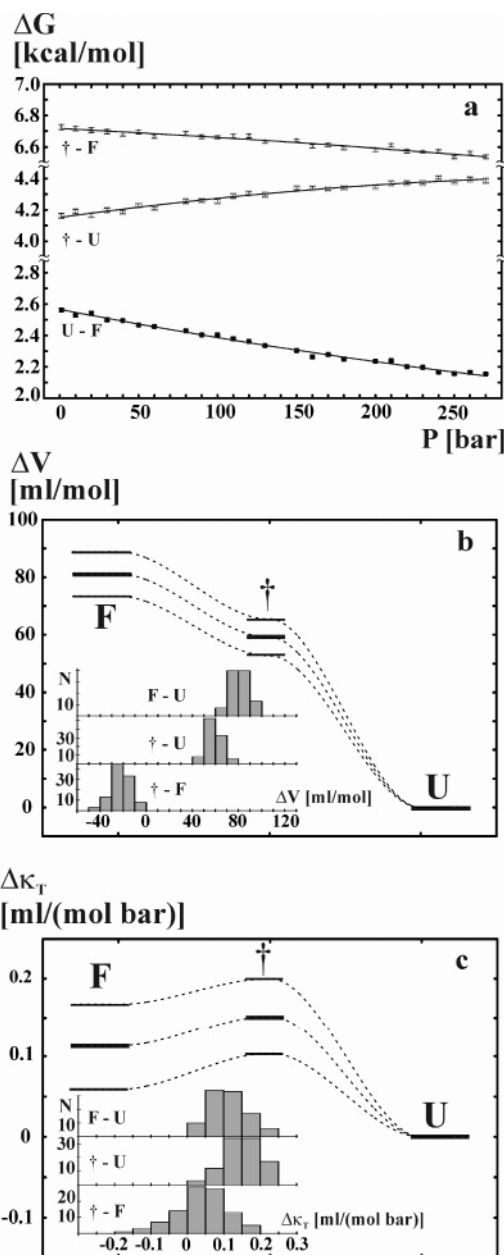 ΔG
[kcal/mol]
7.0
a
6.8
6.6
† - F
4.4
4.2
4.0
† - U
2.8
2.6
U - F
2.4
2.2
2.0
0 50 100 150 200 250
P [bar]
ΔV
[ml/mol]
100
b
80
F
†
60
N
F - U
10
40
30
† - U
10
20
30
† - F
10
ΔV [ml/mol]
-40 0 40 80 120
0
U
ΔκT
[ml/(mol bar)]
c
0.2
F
†
0.1
N
F - U
10
0
U
30
† - U
10
20
† - F
10
ΔκT [ml/(mol bar)]
-0.1
-0.2 -0.1 0 0.1 0.2 0.3